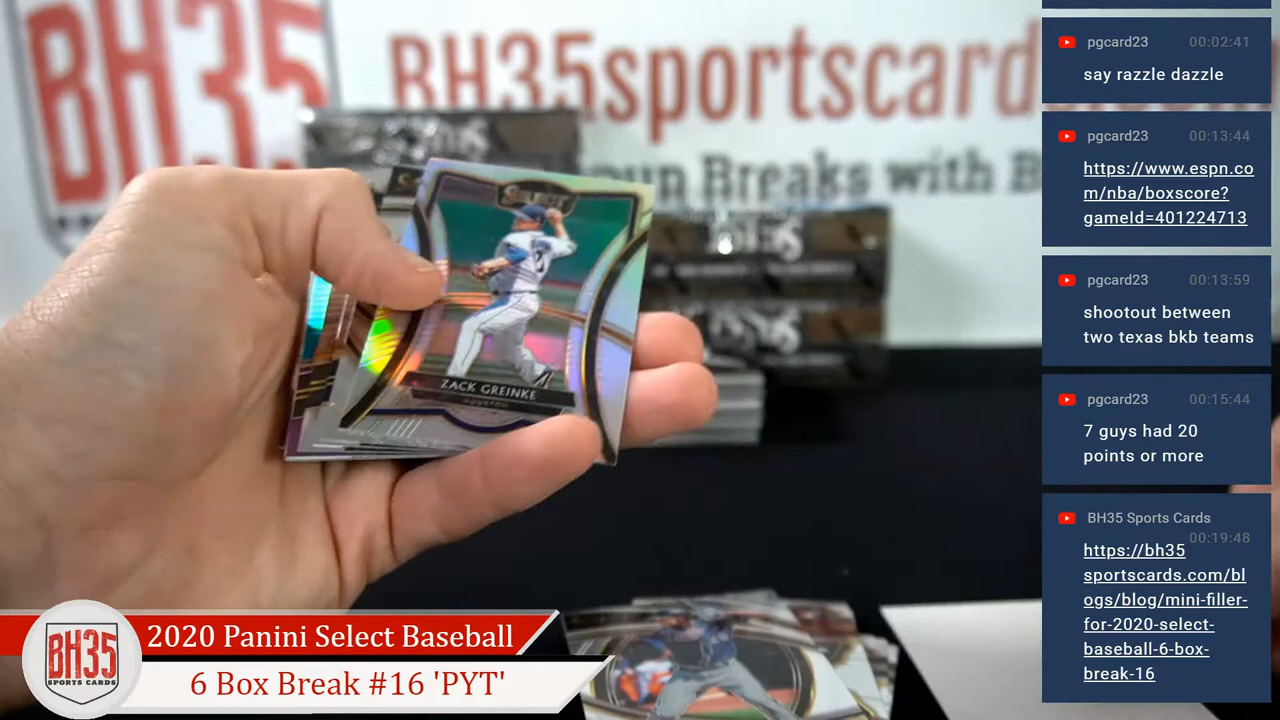 BH35
BH35sportscards.com
Breaks with B
SELECT
ZACK GREINKE
HOUSTON
pgcard23 00:02:41
say razzle dazzle
pgcard23 00:13:44
https://www.espn.co
m/nba/boxscore?
gameId=401224713
pgcard23 00:13:59
shootout between
two texas bkb teams
pgcard23 00:15:44
7 guys had 20
points or more
BH35 Sports Cards
00:19:48
https://bh35
sportscards.com/bl
ogs/blog/mini-filler-
for-2020-select-
baseball-6-box-
break-16
BH35
SPORTS CARDS
2020 Panini Select Baseball
6 Box Break #16 'PYT'